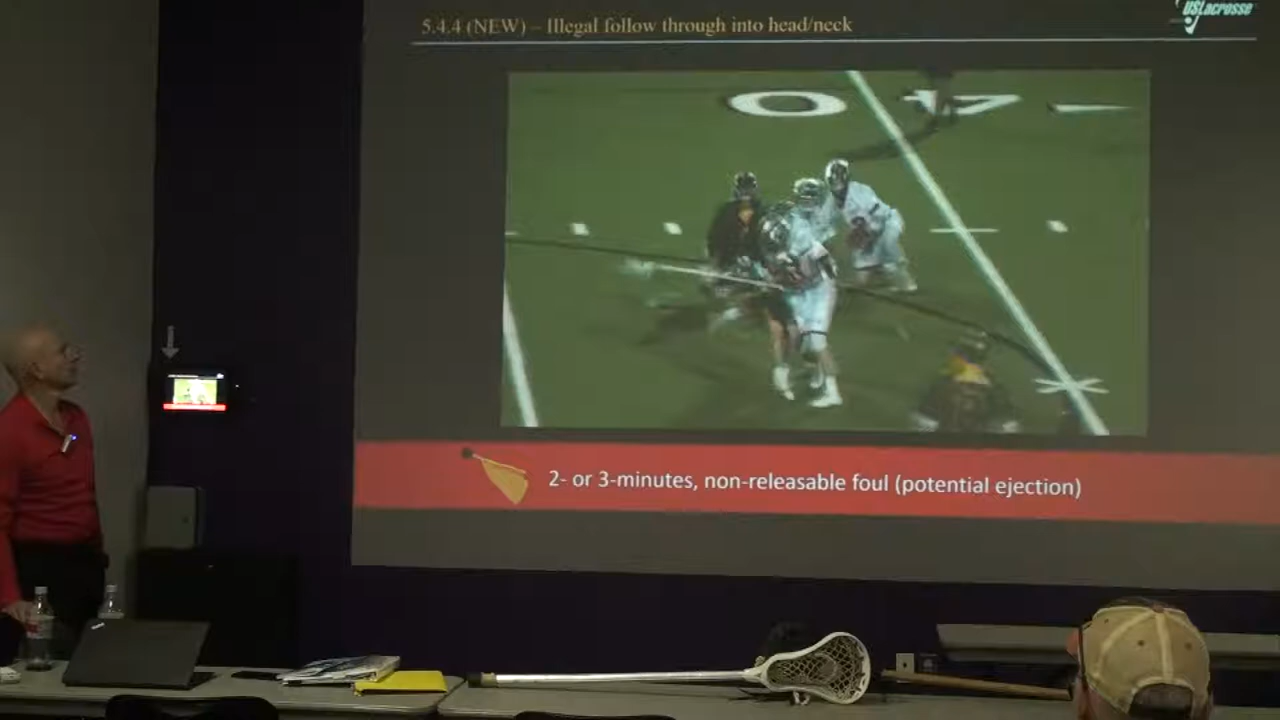 5.4.4 (NEW) – Illegal follow through into head/neck
USLacrosse
40
2- or 3-minutes, non-releasable foul (potential ejection)